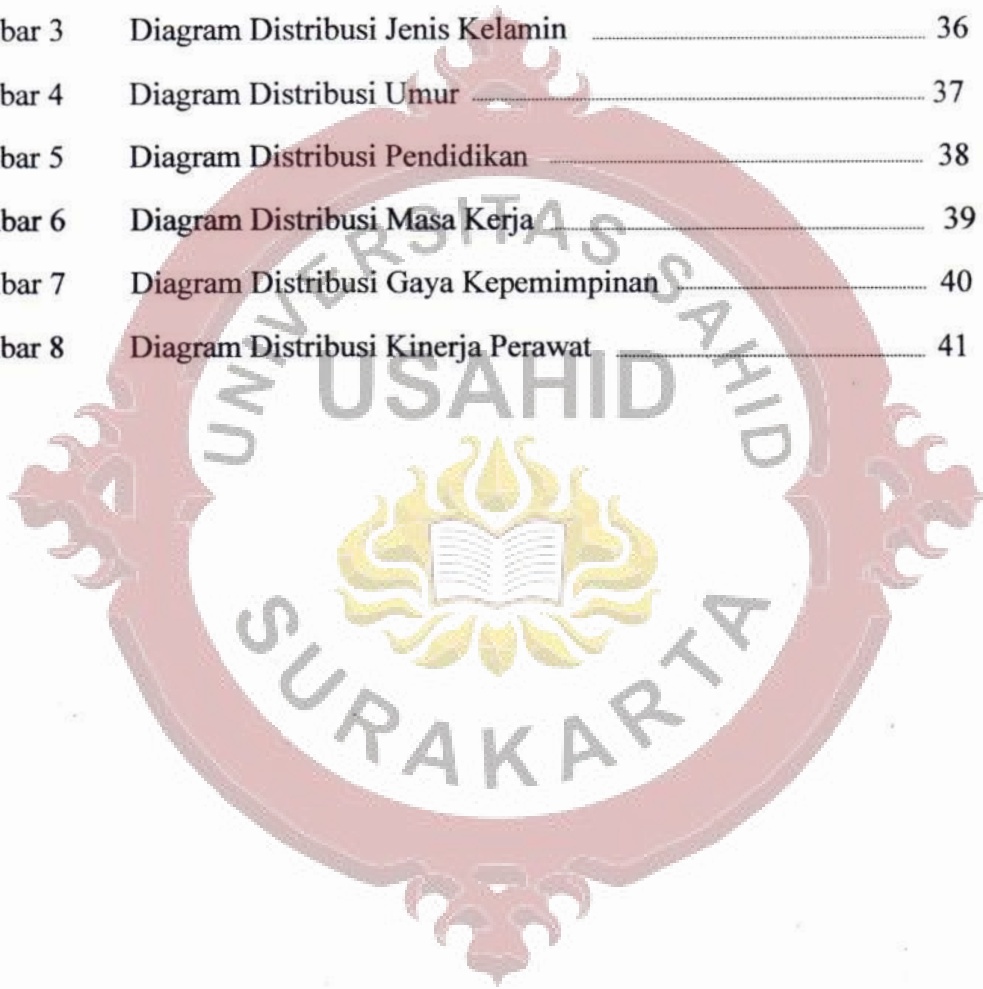 bar 3 Diagram Distribusi Jenis Kelamin 36
bar 4 Diagram Distribusi Umur 37
bar 5 Diagram Distribusi Pendidikan 38
bar 6 Diagram Distribusi Masa Kerja 39
bar 7 Diagram Distribusi Gaya Kepemimpinan 40
bar 8 Diagram Distribusi Kinerja Perawat 41
UNIVERSITAS SAHID
USAHID
SURAKARTA